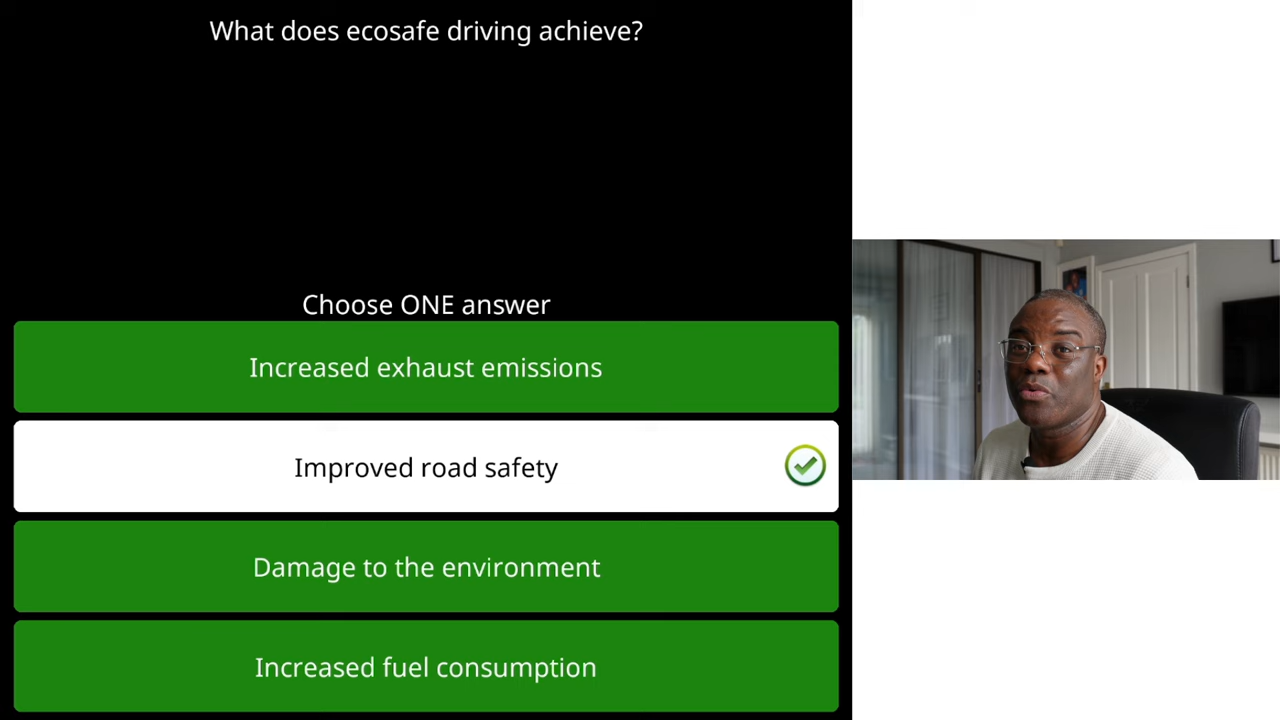 What does ecosafe driving achieve?
Choose ONE answer
Increased exhaust emissions
Improved road safety
Damage to the environment
Increased fuel consumption